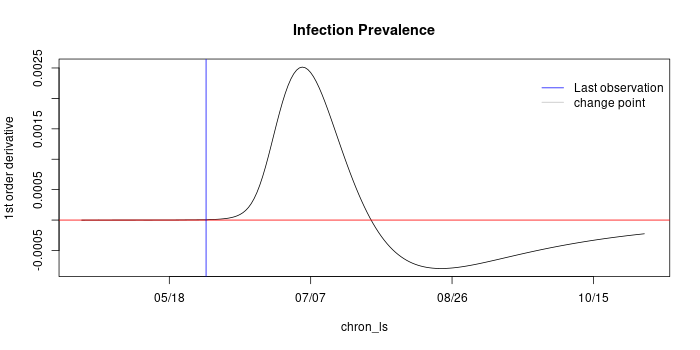 Infection Prevalence
1st order derivative
0.0025
0.0015
0.0005
-0.0005
Last observation
change point
05/18
07/07
08/26
10/15
chron_ls